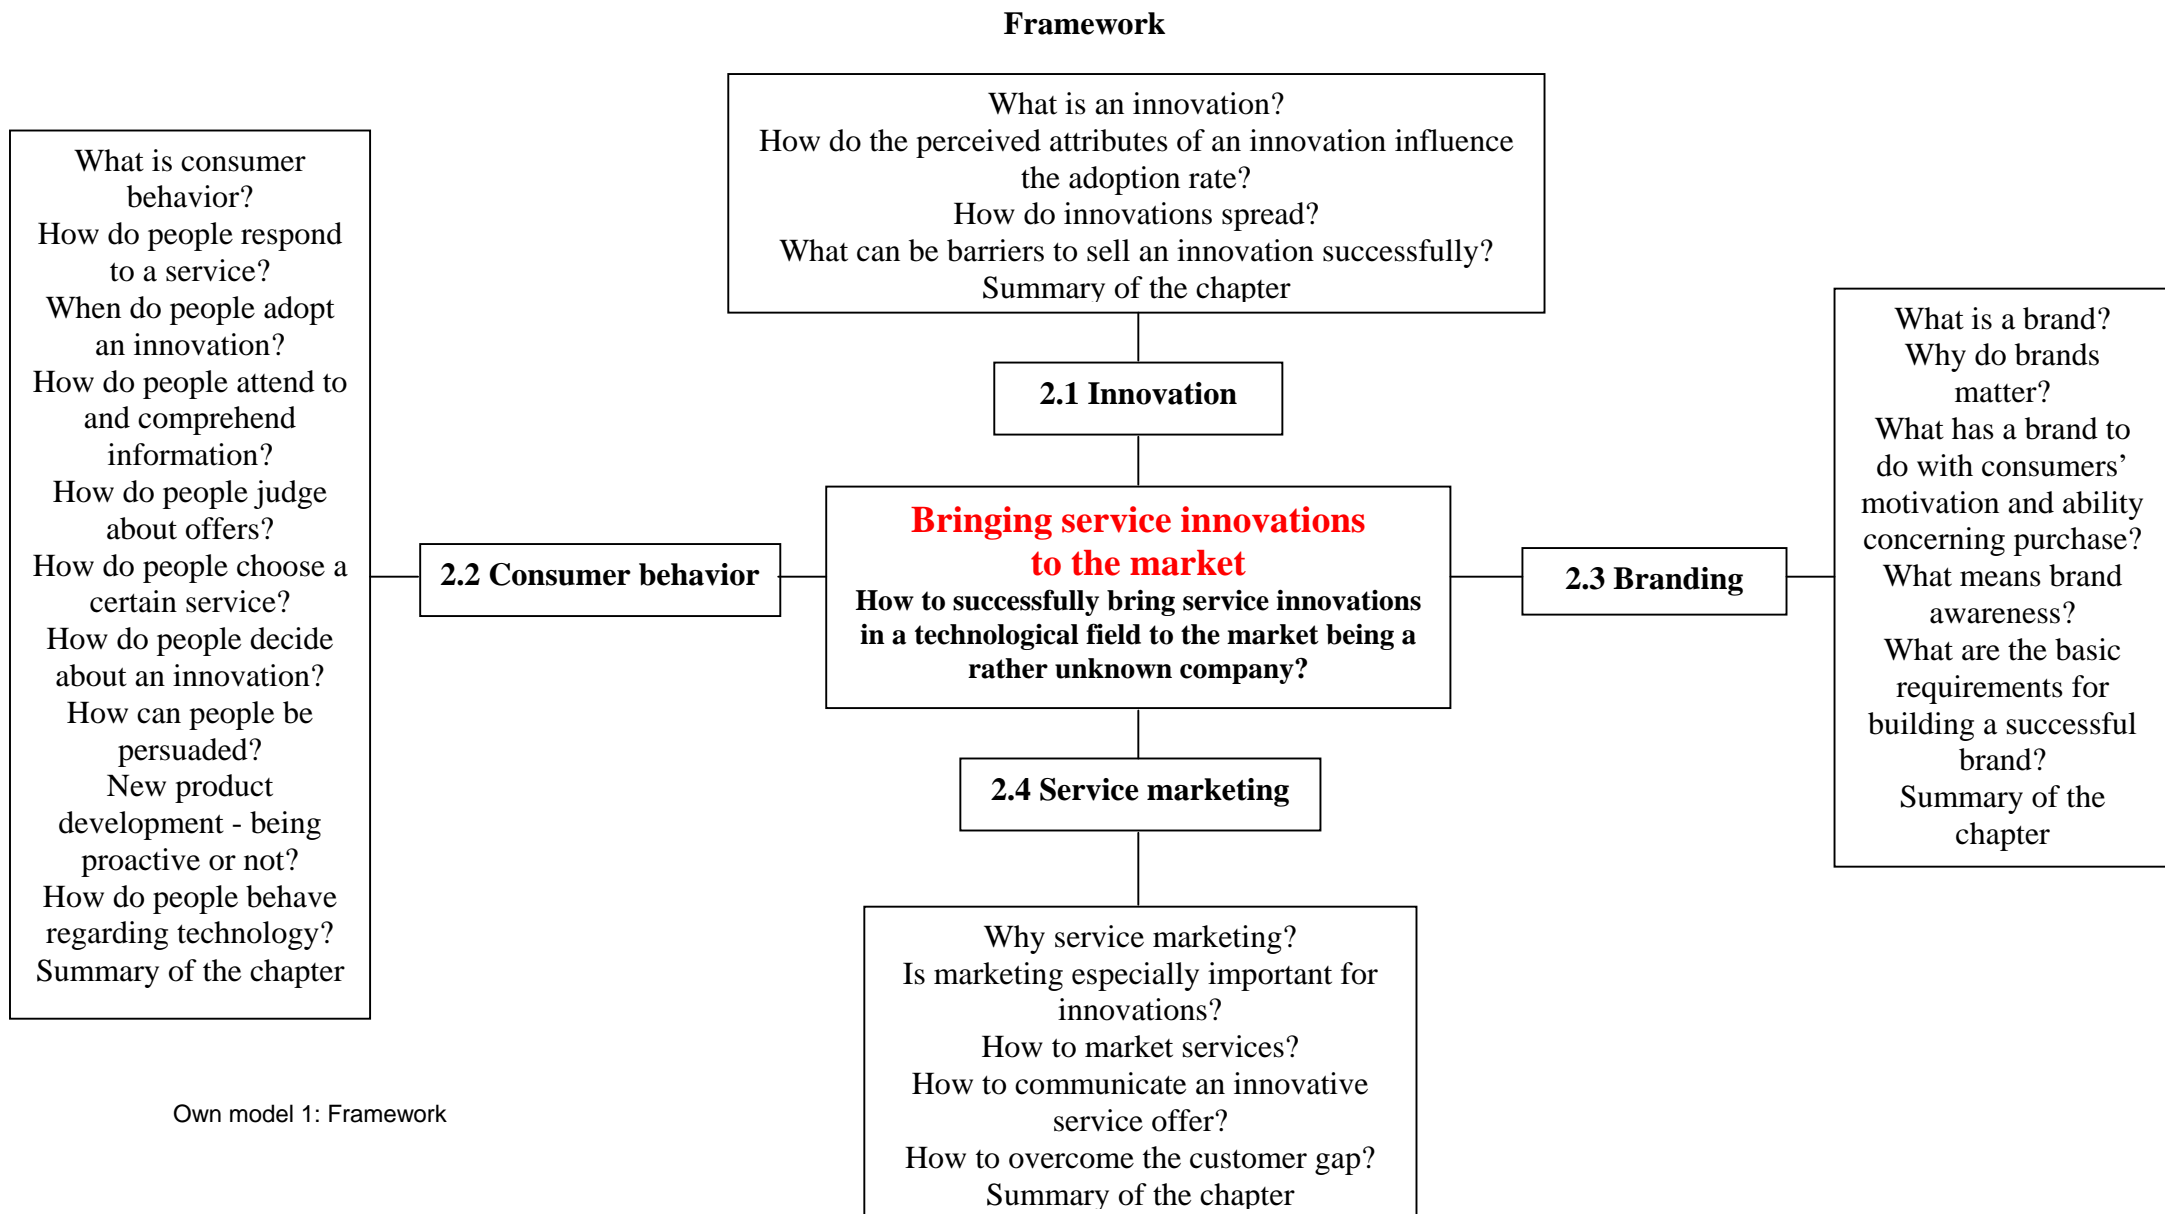 Framework
What is an innovation?
How do the perceived attributes of an innovation influence
the adoption rate?
How do innovations spread?
What can be barriers to sell an innovation successfully?
Summary of the chapter
What is consumer
behavior?
How do people respond
to a service?
When do people adopt
an innovation?
How do people attend to
and comprehend
information?
How do people judge
about offers?
How do people choose a
certain service?
How do people decide
about an innovation?
How can people be
persuaded?
New product
development - being
proactive or not?
How do people behave
regarding technology?
Summary of the chapter
2.1 Innovation
2.2 Consumer behavior
Bringing service innovations
to the market
How to successfully bring service innovations
in a technological field to the market being a
rather unknown company?
2.3 Branding
What is a brand?
Why do brands
matter?
What has a brand to
do with consumers’
motivation and ability
concerning purchase?
What means brand
awareness?
What are the basic
requirements for
building a successful
brand?
Summary of the
chapter
2.4 Service marketing
Why service marketing?
Is marketing especially important for
innovations?
How to market services?
How to communicate an innovative
service offer?
How to overcome the customer gap?
Summary of the chapter
Own model 1: Framework